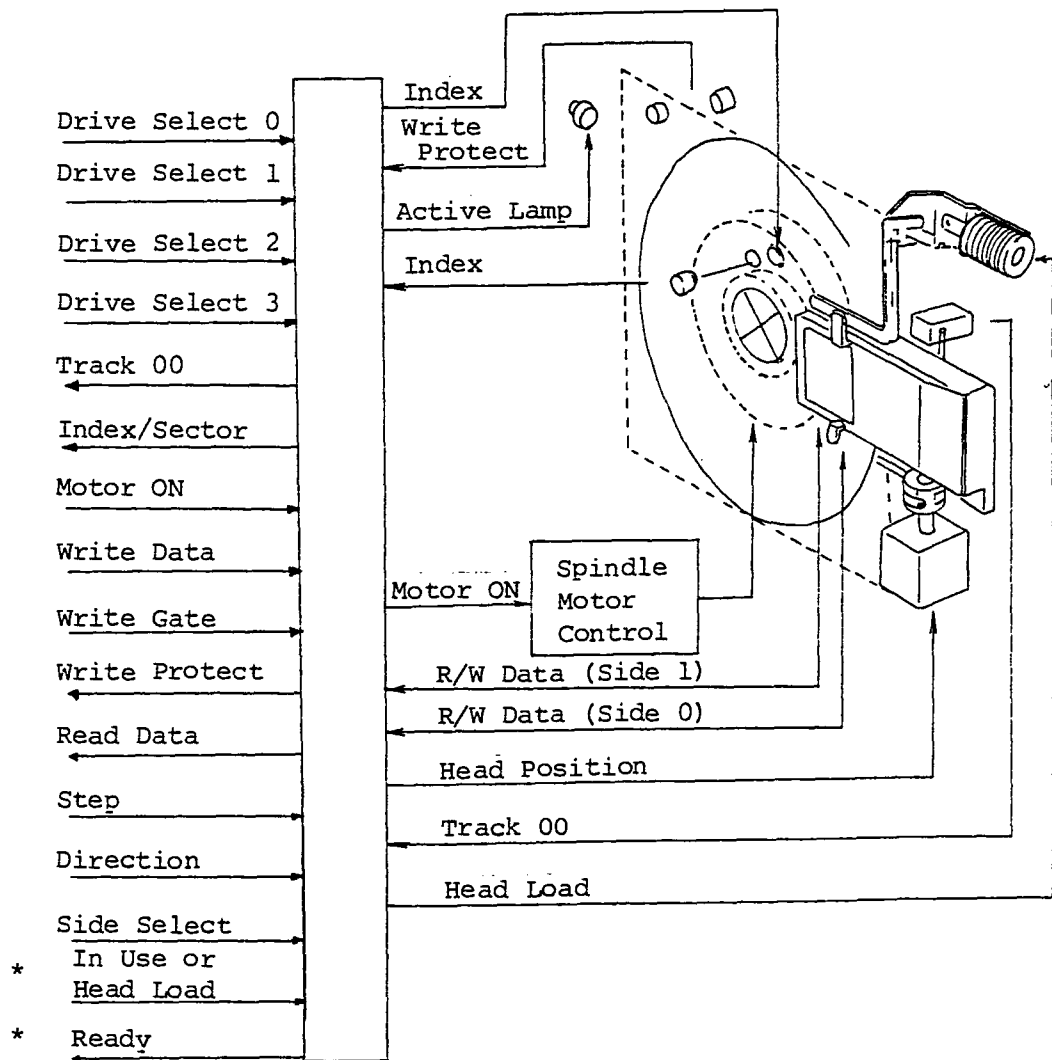 Drive Select 0
Drive Select 1
Drive Select 2
Drive Select 3
Track 00
Index/Sector
Motor ON
Write Data
Write Gate
Write Protect
Read Data
Step
Direction
Side Select
* In Use or
Head Load
* Ready
Index
Write
Protect
Active Lamp
Index
Motor ON
Spindle
Motor
Control
R/W Data (Side 1)
R/W Data (Side 0)
Head Position
Track 00
Head Load